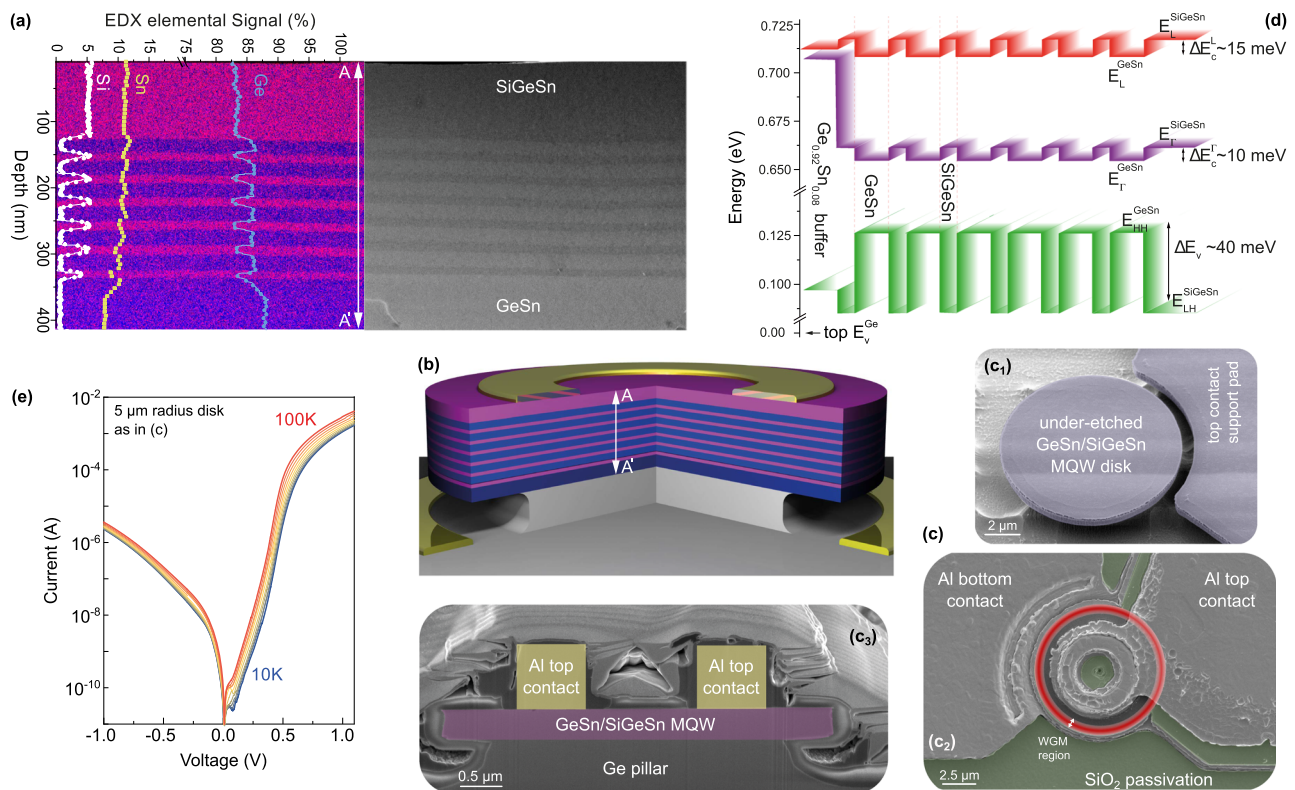 (a)
EDX elemental Signal (%)
0 5 10 75 82 85 87 90 95 100
Si
Sn
Ge
A
A'
100
200
300
400
Depth (nm)
SiGeSn
GeSn
(d)
Energy (eV)
0.725
0.700
0.675
0.650
0.125
0.100
0.00
top E_v^Ge
Ge0.92Sn0.08 buffer
GeSn
SiGeSn
E_L^SiGeSn
ΔE_c^L~15 meV
E_L^GeSn
E_Γ^SiGeSn
ΔE_c^Γ~10 meV
E_Γ^GeSn
E_HH^GeSn
ΔE_v ~40 meV
E_LH^SiGeSn
(b)
A
A'
(c1)
under-etched
GeSn/SiGeSn
MQW disk
top contact
support pad
2 µm
(c)
Al bottom
contact
Al top
contact
WGM
region
(c2)
2.5 µm
SiO2 passivation
(c3)
Al top
contact
Al top
contact
GeSn/SiGeSn MQW
Ge pillar
0.5 µm
(e)
5 µm radius disk
as in (c)
100K
10K
Current (A)
10^-2
10^-4
10^-6
10^-8
10^-10
-1.0 -0.5 0.0 0.5 1.0
Voltage (V)